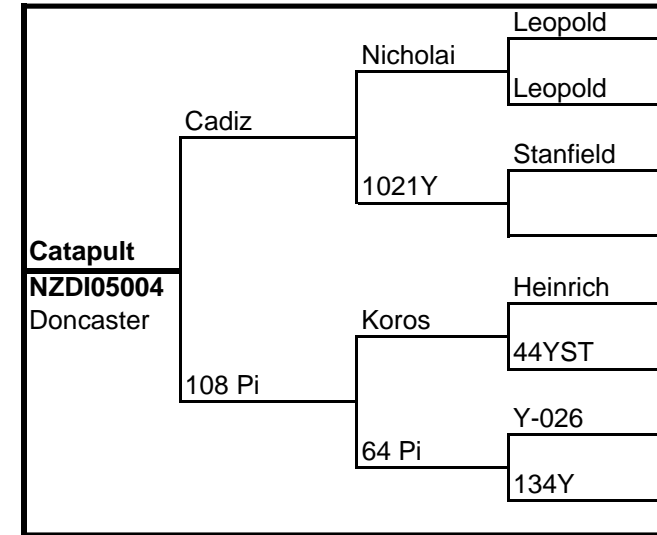 Leopold
Nicholai
Leopold
Cadiz
Stanfield
1021Y
Catapult
NZDI05004
Doncaster
Heinrich
Koros
44YST
108 Pi
Y-026
64 Pi
134Y